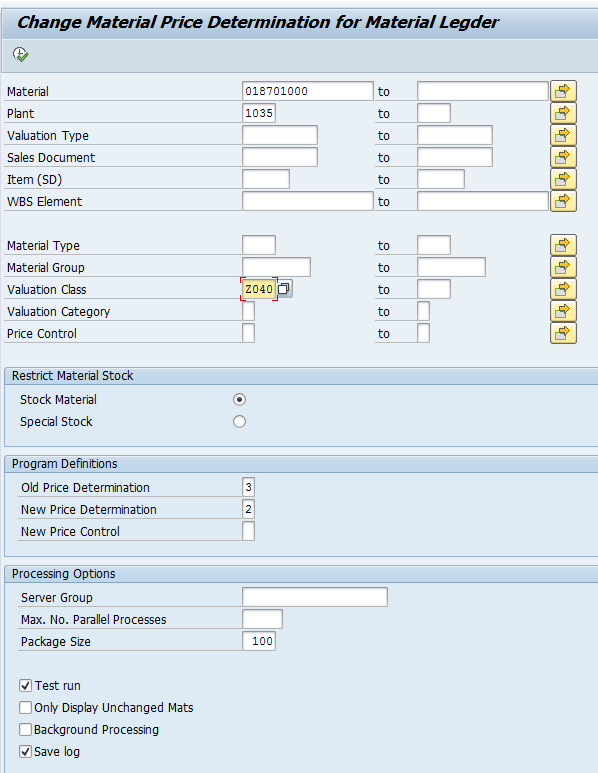 Change Material Price Determination for Material Legder
Material 018701000 to
Plant 1035 to
Valuation Type to
Sales Document to
Item (SD) to
WBS Element to
Material Type to
Material Group to
Valuation Class Z040 to
Valuation Category to
Price Control to
Restrict Material Stock
Stock Material
Special Stock
Program Definitions
Old Price Determination 3
New Price Determination 2
New Price Control
Processing Options
Server Group
Max. No. Parallel Processes
Package Size 100
Test run
Only Display Unchanged Mats
Background Processing
Save log